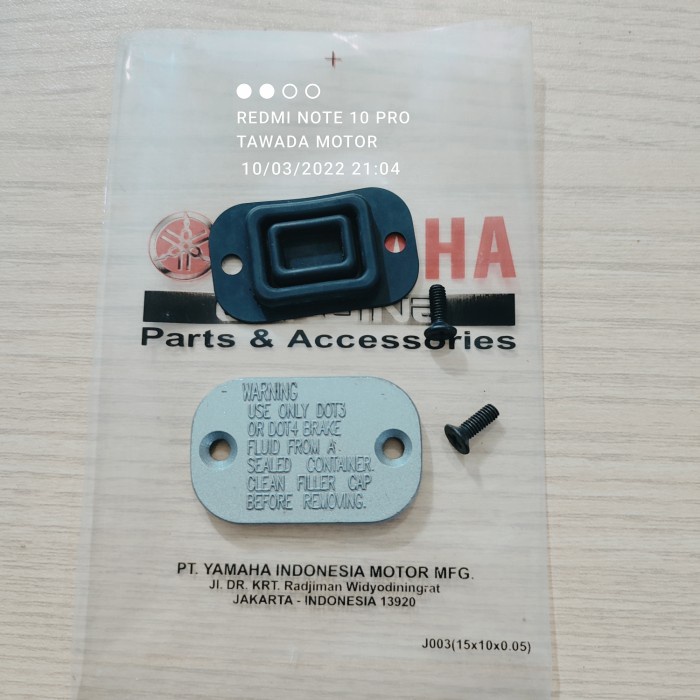 REDMI NOTE 10 PRO
TAWADA MOTOR
10/03/2022 21:04
HA
Parts & Accessories
WARNING
USE ONLY DOT3
OR DOT4 BRAKE
FLUID FROM A
SEALED CONTAINER.
CLEAN FILLER CAP
BEFORE REMOVING.
PT. YAMAHA INDONESIA MOTOR MFG.
Jl. DR. KRT. Radjiman Widyodiningrat
JAKARTA - INDONESIA 13920
J003(15x10x0.05)